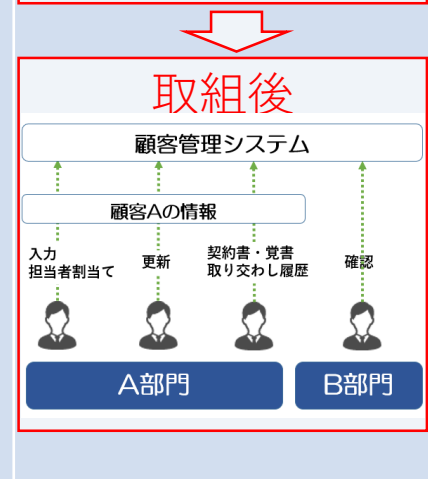 取組後
顧客管理システム
顧客Aの情報
入力
担当者割当て
更新
契約書・覚書
取り交わし履歴
確認
A部門
B部門